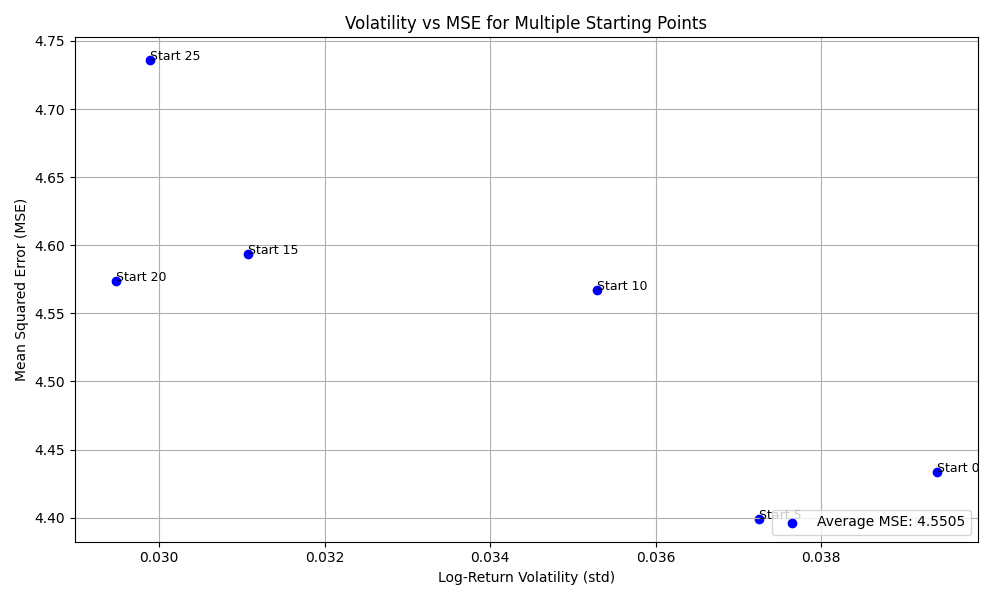 Volatility vs MSE for Multiple Starting Points
Mean Squared Error (MSE)
4.75
4.70
4.65
4.60
4.55
4.50
4.45
4.40
Start 25
Start 15
Start 20
Start 10
Start 0
Start 5
Average MSE: 4.5505
0.030
0.032
0.034
0.036
0.038
Log-Return Volatility (std)